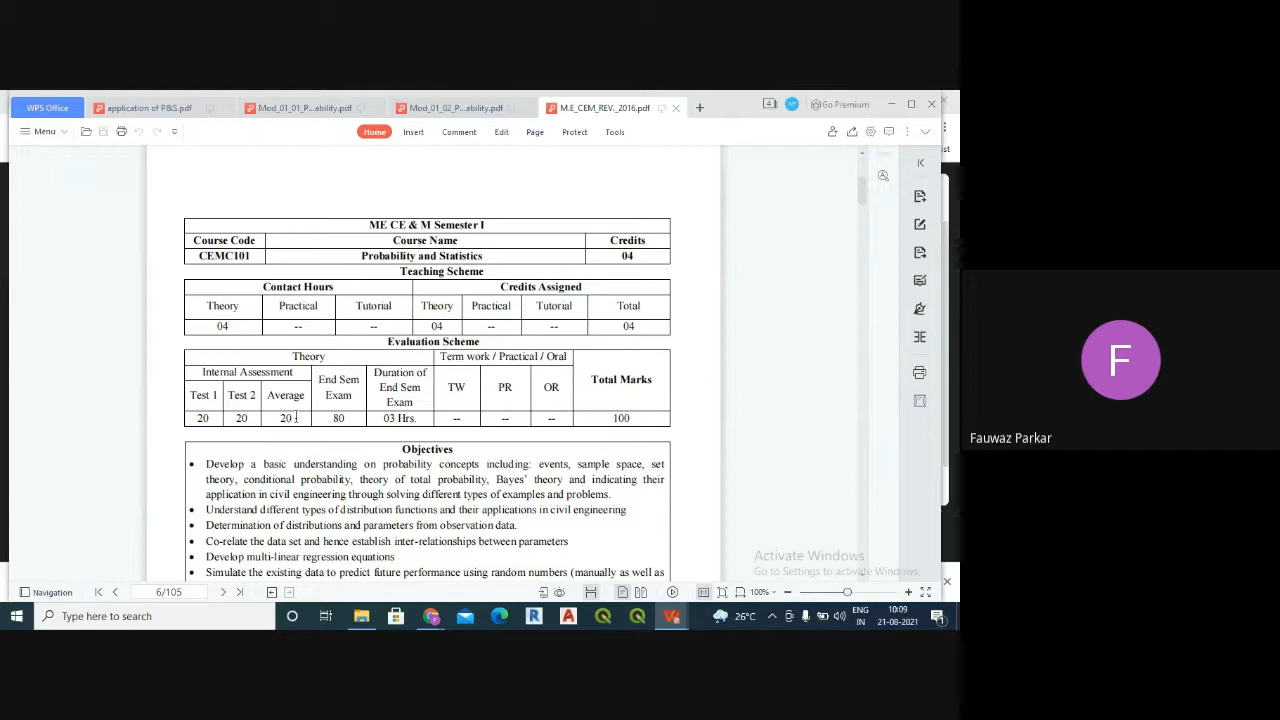 WPS Office
application of P&S.pdf
Mod_01_01_P...ability.pdf
Mod_01_02_P...ability.pdf
M.E_CEM_REV._2016.pdf
4
Go Premium
Menu
Home
Insert
Comment
Edit
Page
Protect
Tools
ME CE & M Semester I
Course Code Course Name Credits
CEMC101 Probability and Statistics 04
Teaching Scheme
Contact Hours Credits Assigned
Theory Practical Tutorial Theory Practical Tutorial Total
04 -- -- 04 -- -- 04
Evaluation Scheme
Theory Term work / Practical / Oral Total Marks
Internal Assessment End Sem Exam Duration of End Sem Exam TW PR OR
Test 1 Test 2 Average
20 20 20 80 03 Hrs. -- -- -- 100
Objectives
• Develop a basic understanding on probability concepts including: events, sample space, set
theory, conditional probability, theory of total probability, Bayes' theory and indicating their
application in civil engineering through solving different types of examples and problems.
• Understand different types of distribution functions and their applications in civil engineering
• Determination of distributions and parameters from observation data.
• Co-relate the data set and hence establish inter-relationships between parameters
• Develop multi-linear regression equations
• Simulate the existing data to predict future performance using random numbers (manually as well as
Activate Windows
Go to Settings to activate Windows.
Navigation
6/105
100%
Type here to search
26°C
ENG
IN
10:09
21-08-2021
F
Fauwaz Parkar